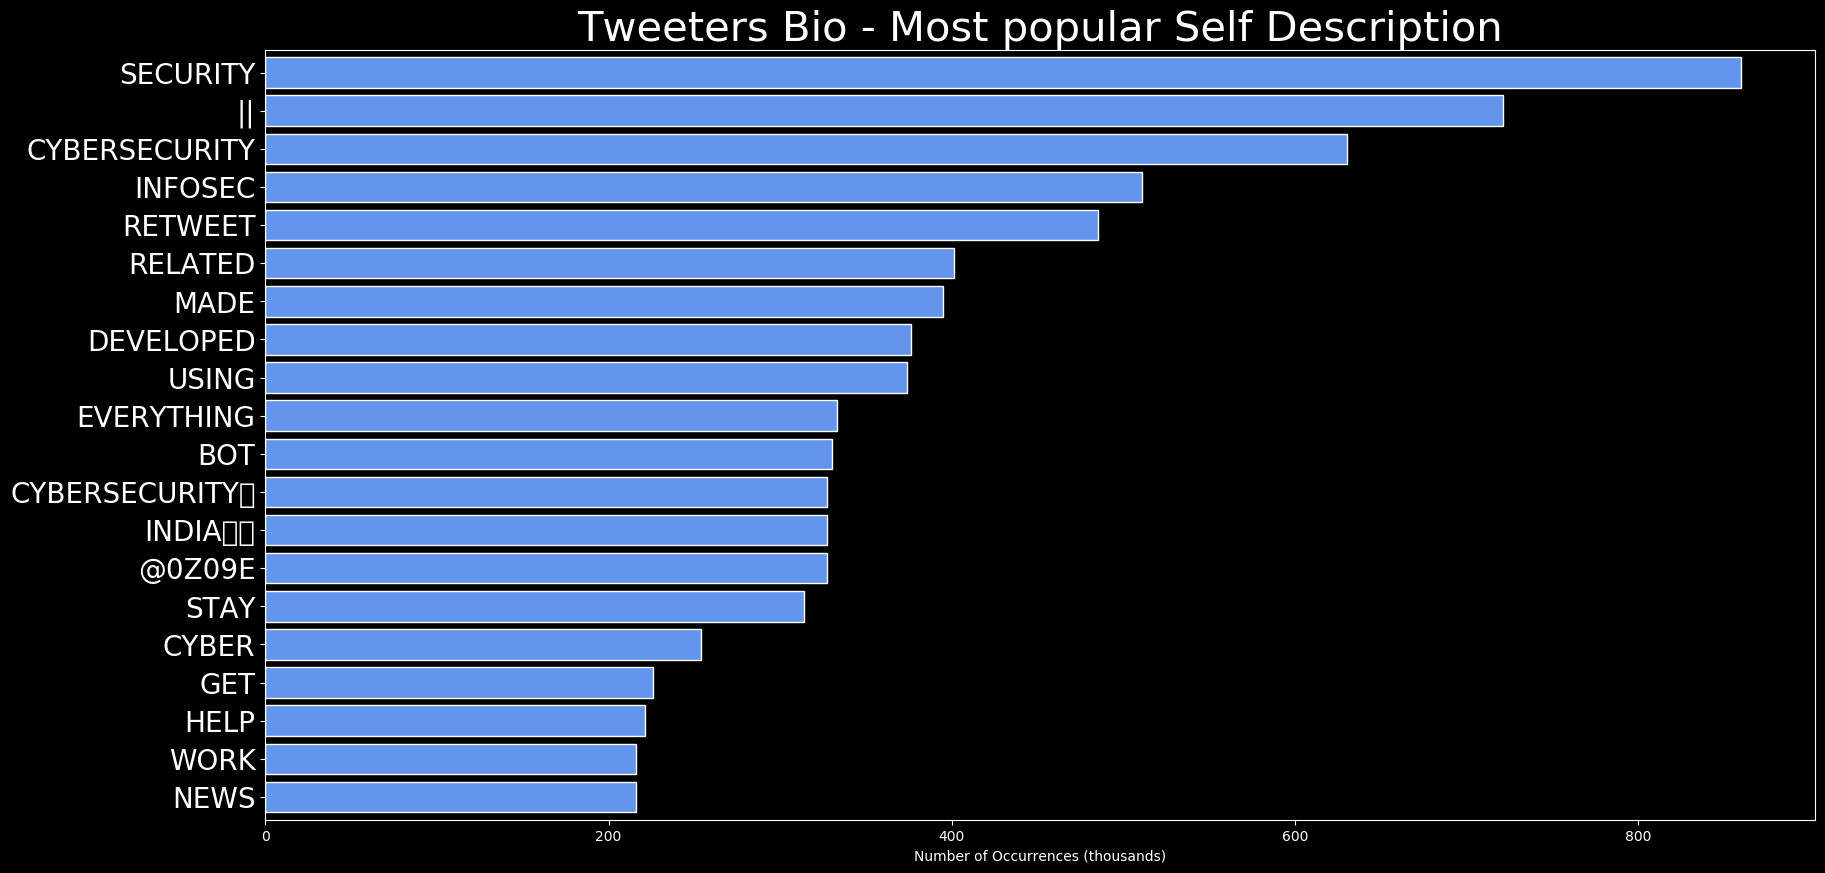 Tweeters Bio - Most popular Self Description
SECURITY
||
CYBERSECURITY
INFOSEC
RETWEET
RELATED
MADE
DEVELOPED
USING
EVERYTHING
BOT
CYBERSECURITY▯
INDIA▯▯
@0Z09E
STAY
CYBER
GET
HELP
WORK
NEWS
0 200 400 600 800
Number of Occurrences (thousands)